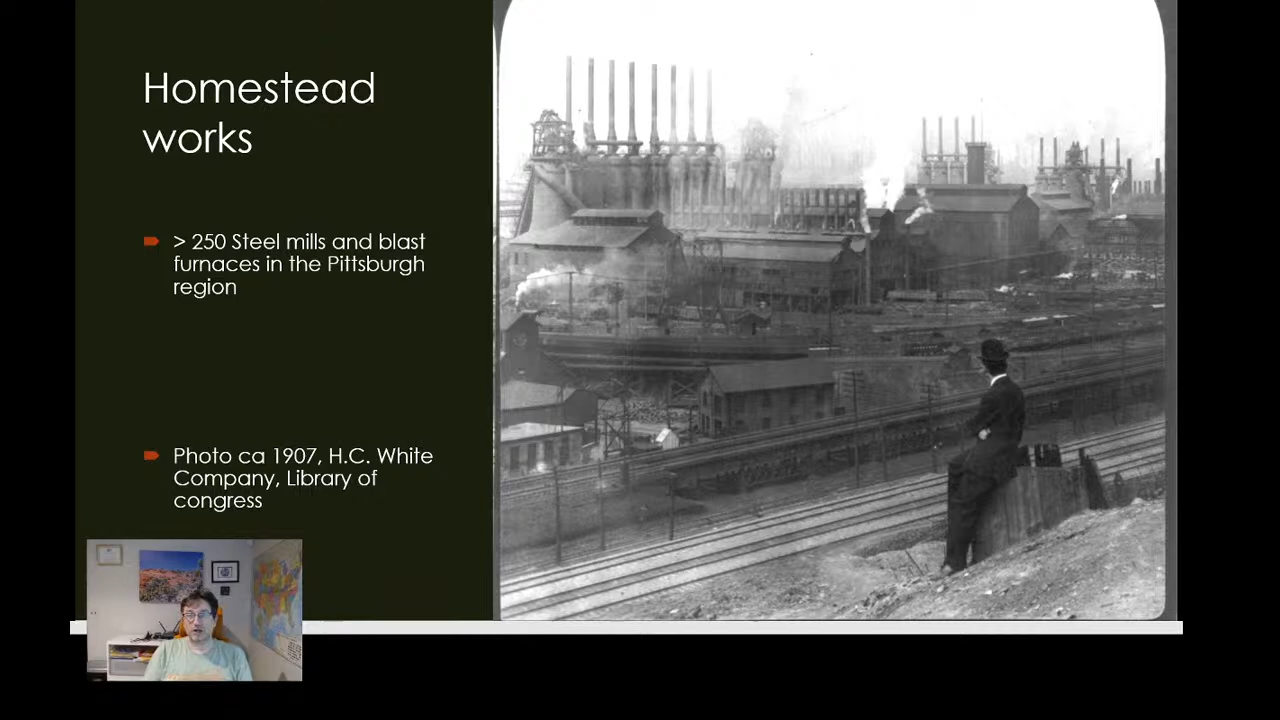 Homestead
works
> 250 Steel mills and blast
furnaces in the Pittsburgh
region
Photo ca 1907, H.C. White
Company, Library of
congress